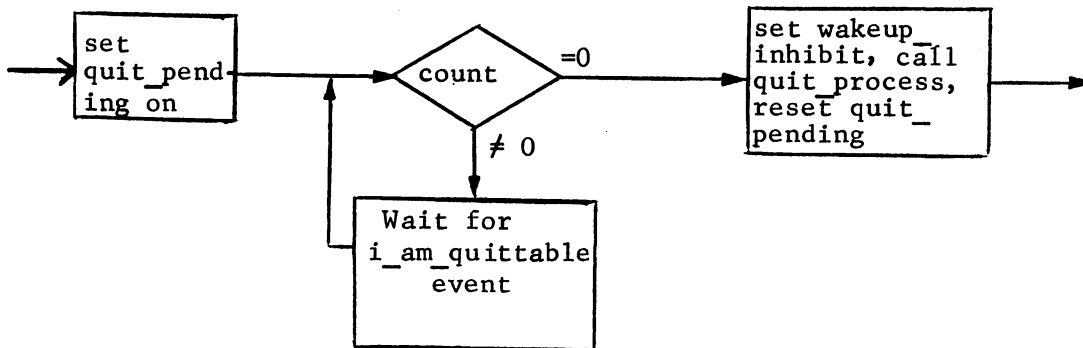 set
quit_pend
ing on
count
=0
≠ 0
set wakeup_
inhibit, call
quit_process,
reset quit_
pending
Wait for
i_am_quittable
event